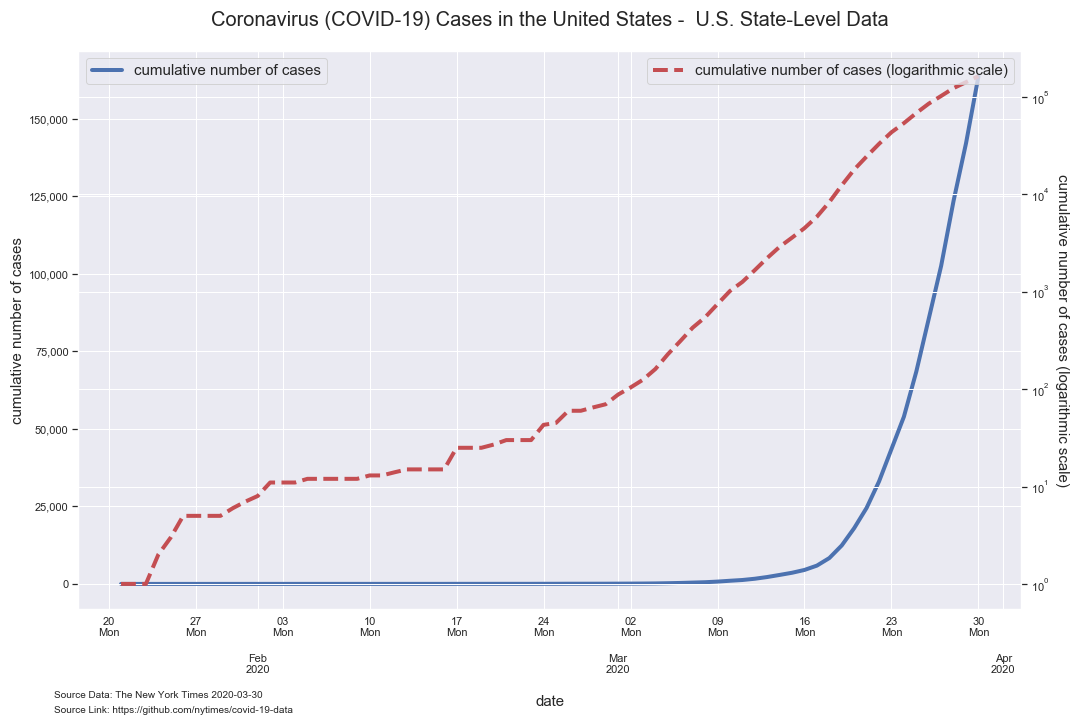 Coronavirus (COVID-19) Cases in the United States -  U.S. State-Level Data
cumulative number of cases
cumulative number of cases (logarithmic scale)
cumulative number of cases
150,000
125,000
100,000
75,000
50,000
25,000
0
10^5
10^4
10^3
10^2
10^1
10^0
cumulative number of cases (logarithmic scale)
20 27 03 10 17 24 02 09 16 23 30
Mon Mon Mon Mon Mon Mon Mon Mon Mon Mon Mon
Feb Mar Apr
2020 2020 2020
date
Source Data: The New York Times 2020-03-30
Source Link: https://github.com/nytimes/covid-19-data